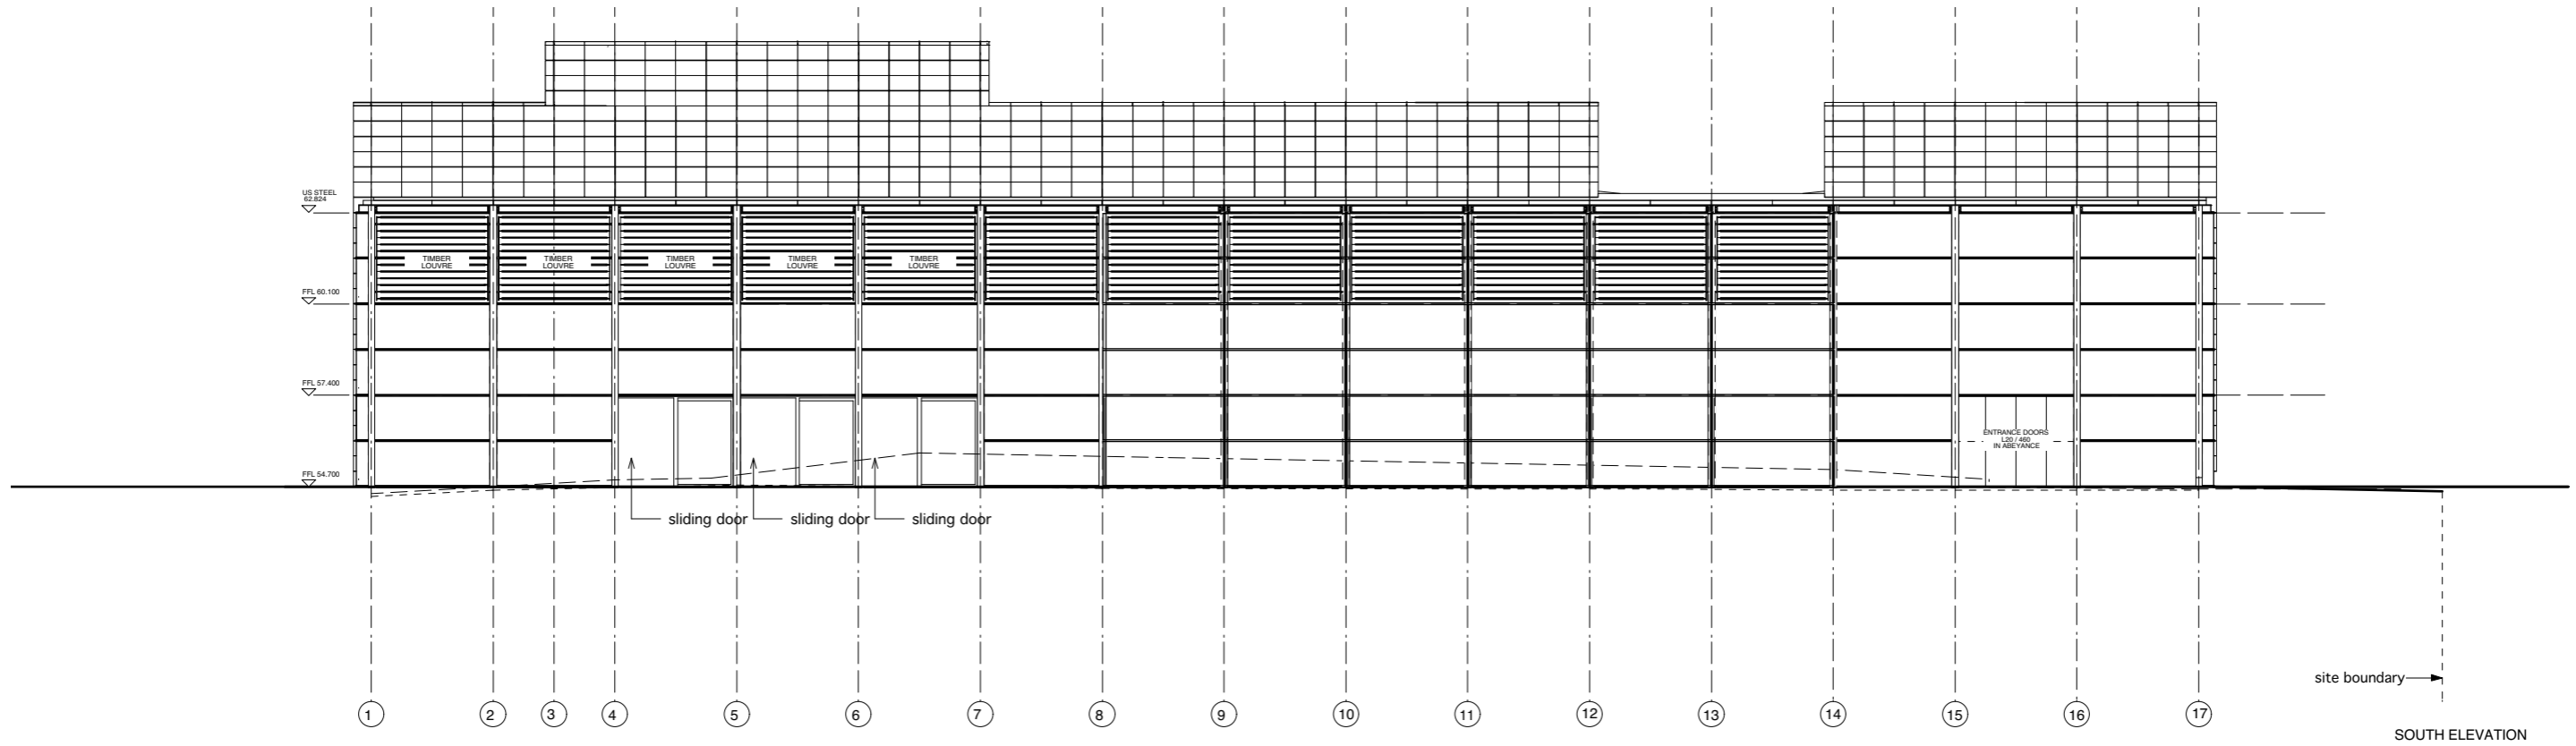 US STEEL
62.824
TIMBER
LOUVRE
TIMBER
LOUVRE
TIMBER
LOUVRE
TIMBER
LOUVRE
TIMBER
LOUVRE
FFL 60.100
FFL 57.400
ENTRANCE DOORS
L20 / 460
IN ABEYANCE
FFL 54.700
sliding door
sliding door
sliding door
site boundary
1
2
3
4
5
6
7
8
9
10
11
12
13
14
15
16
17
SOUTH ELEVATION